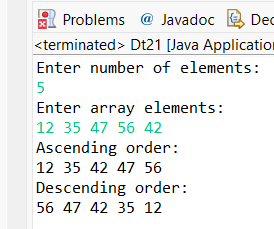 Problems @ Javadoc
<terminated> Dt21 [Java Application
Enter number of elements:
5
Enter array elements:
12 35 47 56 42
Ascending order:
12 35 42 47 56
Descending order:
56 47 42 35 12